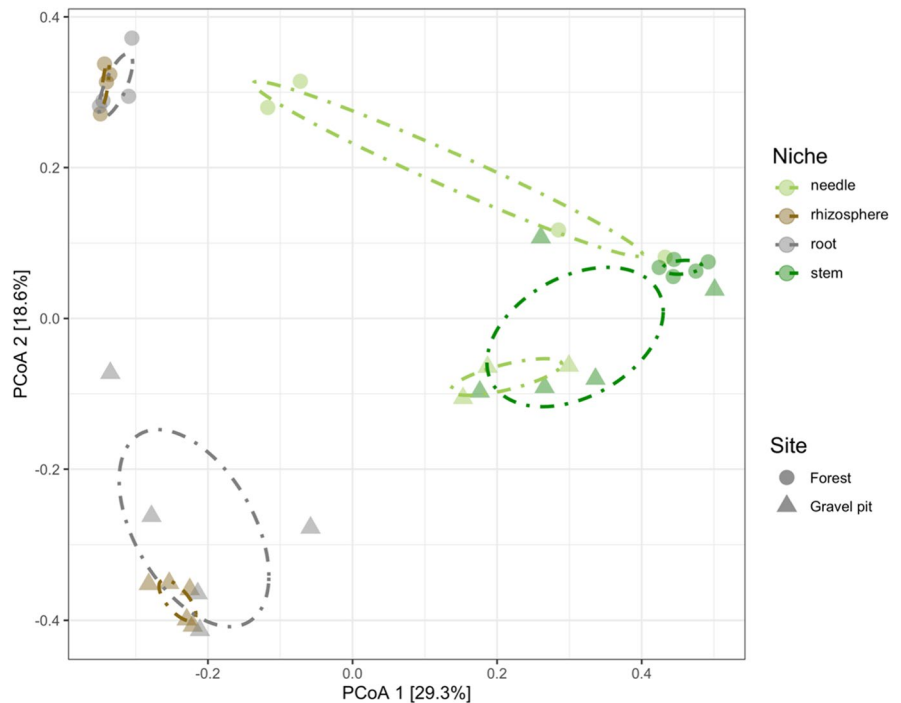 0.4
0.2
0.0
-0.2
-0.4
PCoA 2 [18.6%]
-0.2 0.0 0.2 0.4
PCoA 1 [29.3%]
Niche
needle
rhizosphere
root
stem
Site
Forest
Gravel pit